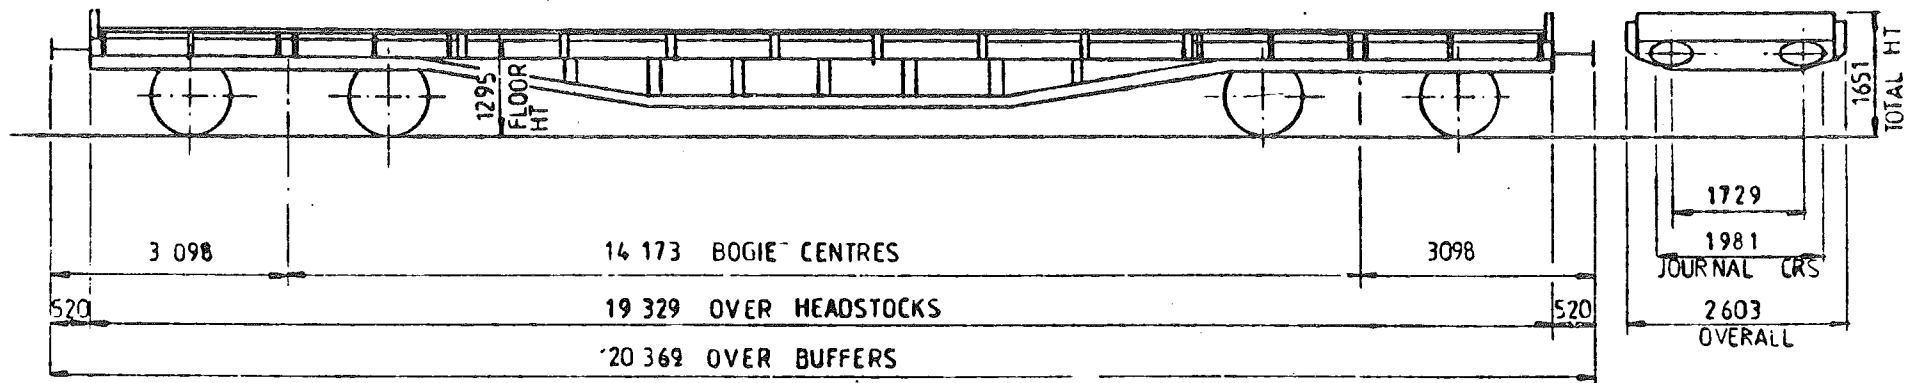 1295
FLOOR
HT
1651
TOTAL HT
1729
3 098
14 173 BOGIE CENTRES
3098
1981
JOURNAL CRS
520
19 329 OVER HEADSTOCKS
520
2603
OVERALL
20 369 OVER BUFFERS